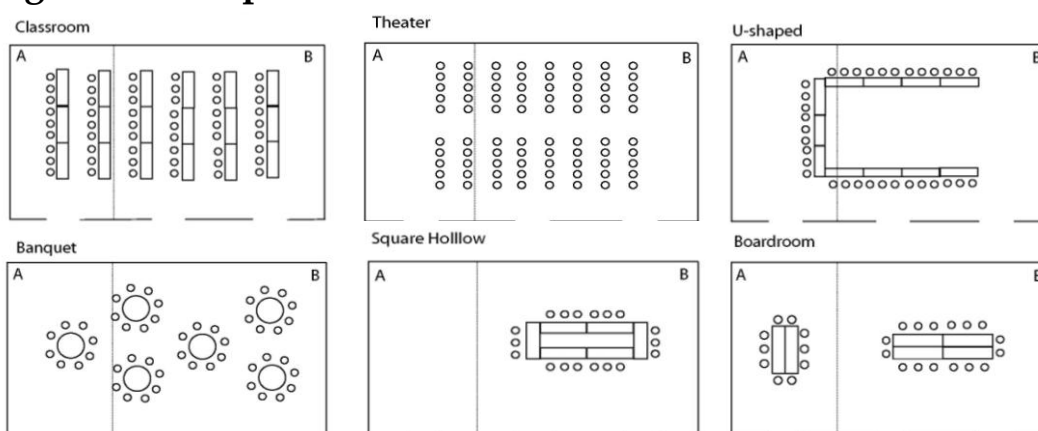 Classroom
Theater
U-shaped
A B
A B
A
Banquet
Square Holllow
Boardroom
A B
A B
A